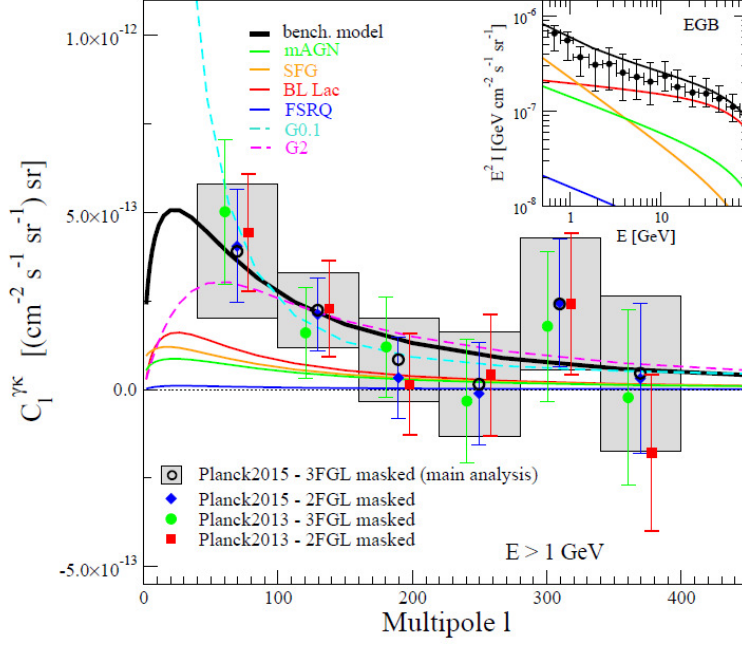 1.0×10⁻¹²
5.0×10⁻¹³
0.0
-5.0×10⁻¹³
C_l^γκ [(cm⁻² s⁻¹ sr⁻¹) sr]
bench. model
mAGN
SFG
BL Lac
FSRQ
G0.1
G2
EGB
10⁻⁶
10⁻⁷
10⁻⁸
E² I [GeV cm⁻² s⁻¹ sr⁻¹]
1 10
E [GeV]
Planck2015 - 3FGL masked (main analysis)
Planck2015 - 2FGL masked
Planck2013 - 3FGL masked
Planck2013 - 2FGL masked
E > 1 GeV
0 100 200 300 400
Multipole l